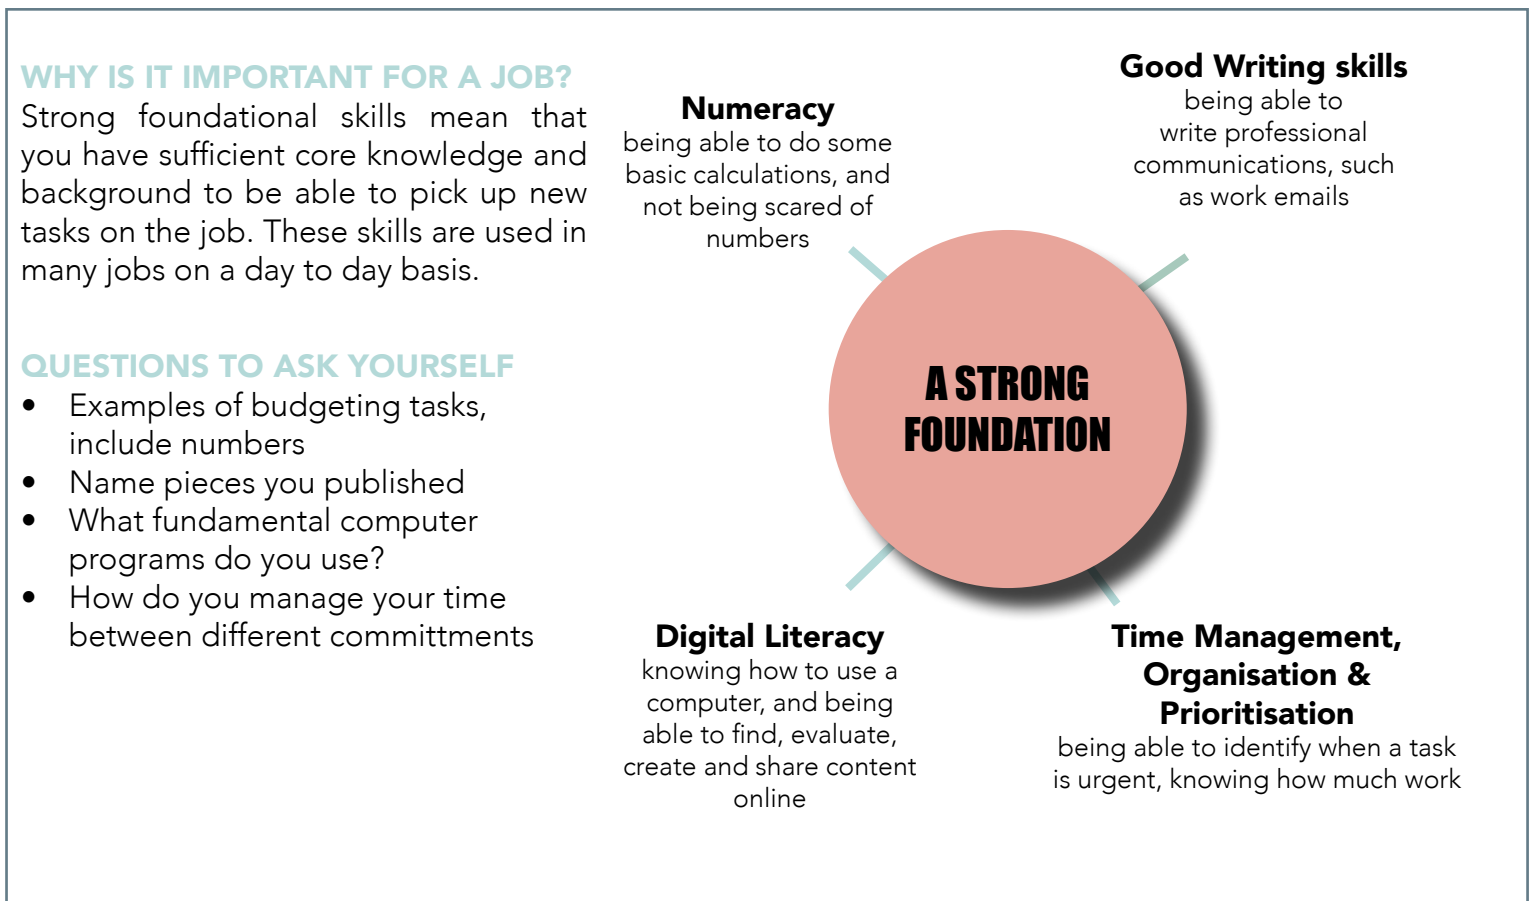 WHY IS IT IMPORTANT FOR A JOB?
Strong foundational skills mean that
you have sufficient core knowledge and
background to be able to pick up new
tasks on the job. These skills are used in
many jobs on a day to day basis.
QUESTIONS TO ASK YOURSELF
• Examples of budgeting tasks,
include numbers
• Name pieces you published
• What fundamental computer
programs do you use?
• How do you manage your time
between different committments
Numeracy
being able to do some
basic calculations, and
not being scared of
numbers
Good Writing skills
being able to
write professional
communications, such
as work emails
A STRONG
FOUNDATION
Digital Literacy
knowing how to use a
computer, and being
able to find, evaluate,
create and share content
online
Time Management,
Organisation &
Prioritisation
being able to identify when a task
is urgent, knowing how much work